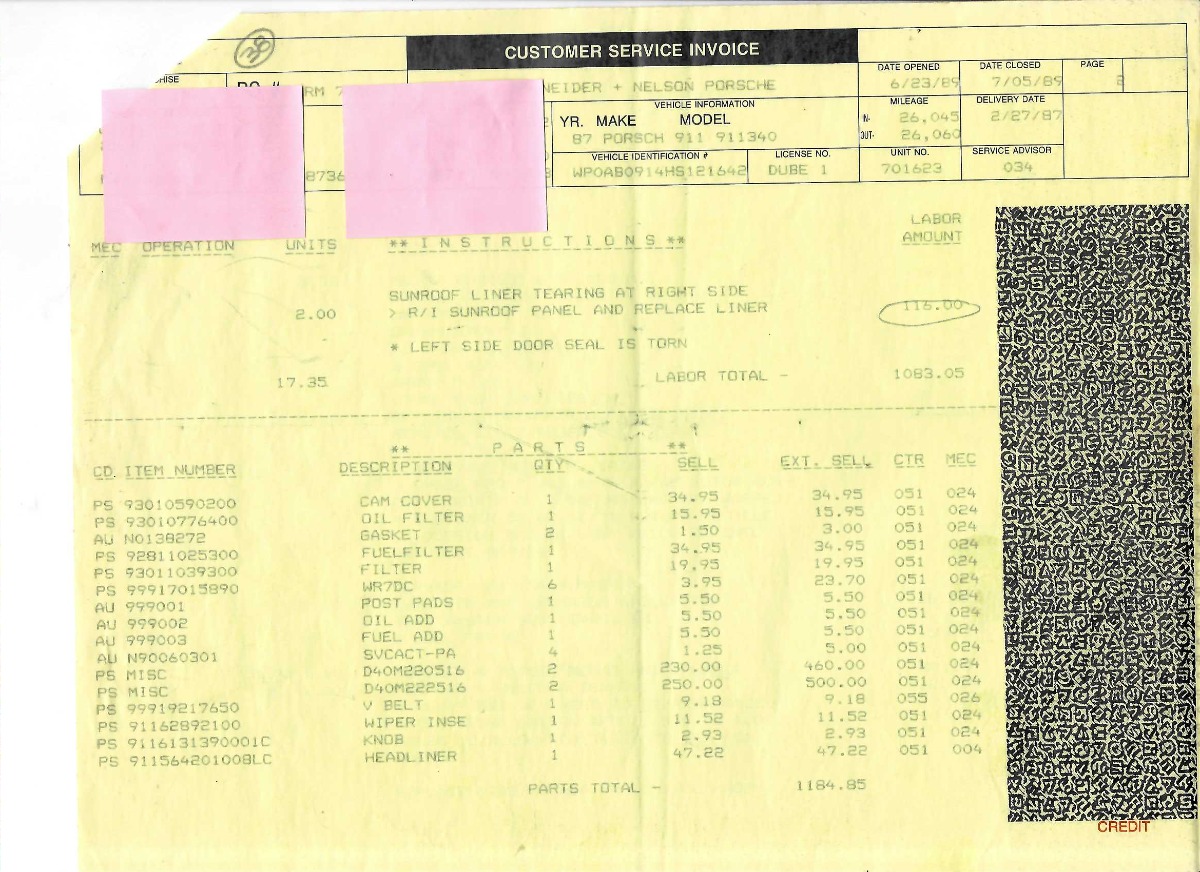 38
CUSTOMER SERVICE INVOICE
DATE OPENED DATE CLOSED PAGE
6/23/89 7/05/89 2
NEIDER + NELSON PORSCHE
VEHICLE INFORMATION
YR. MAKE MODEL
87 PORSCH 911 911340
MILEAGE DELIVERY DATE
IN- 26,045 2/27/87
OUT- 26,060
VEHICLE IDENTIFICATION # LICENSE NO. UNIT NO. SERVICE ADVISOR
8736 WPOAB0914HS121642 DUBE 1 701623 034
LABOR
MEC OPERATION UNITS ** I N S T R U C T I O N S ** AMOUNT
SUNROOF LINER TEARING AT RIGHT SIDE
2.00 > R/I SUNROOF PANEL AND REPLACE LINER 116.00
* LEFT SIDE DOOR SEAL IS TORN
17.35 LABOR TOTAL - 1083.05
** P A R T S **
CD. ITEM NUMBER DESCRIPTION QTY SELL EXT. SELL CTR MEC
PS 93010590200 CAM COVER 1 34.95 34.95 051 024
PS 93010776400 OIL FILTER 1 15.95 15.95 051 024
AU N0138272 GASKET 2 1.50 3.00 051 024
PS 92811025300 FUELFILTER 1 34.95 34.95 051 024
PS 93011039300 FILTER 1 19.95 19.95 051 024
PS 99917015890 WR7DC 6 3.95 23.70 051 024
AU 999001 POST PADS 1 5.50 5.50 051 024
AU 999002 OIL ADD 1 5.50 5.50 051 024
AU 999003 FUEL ADD 1 5.50 5.50 051 024
AU N90060301 SVCACT-PA 4 1.25 5.00 051 024
PS MISC D40M220516 2 230.00 460.00 051 024
PS MISC D40M222516 2 250.00 500.00 051 024
PS 99919217650 V BELT 1 9.18 9.18 055 026
PS 91162892100 WIPER INSE 1 11.52 11.52 051 024
PS 9116131390001C KNOB 1 2.93 2.93 051 024
PS 911564201008LC HEADLINER 1 47.22 47.22 051 004
PARTS TOTAL - 1184.85
CREDIT